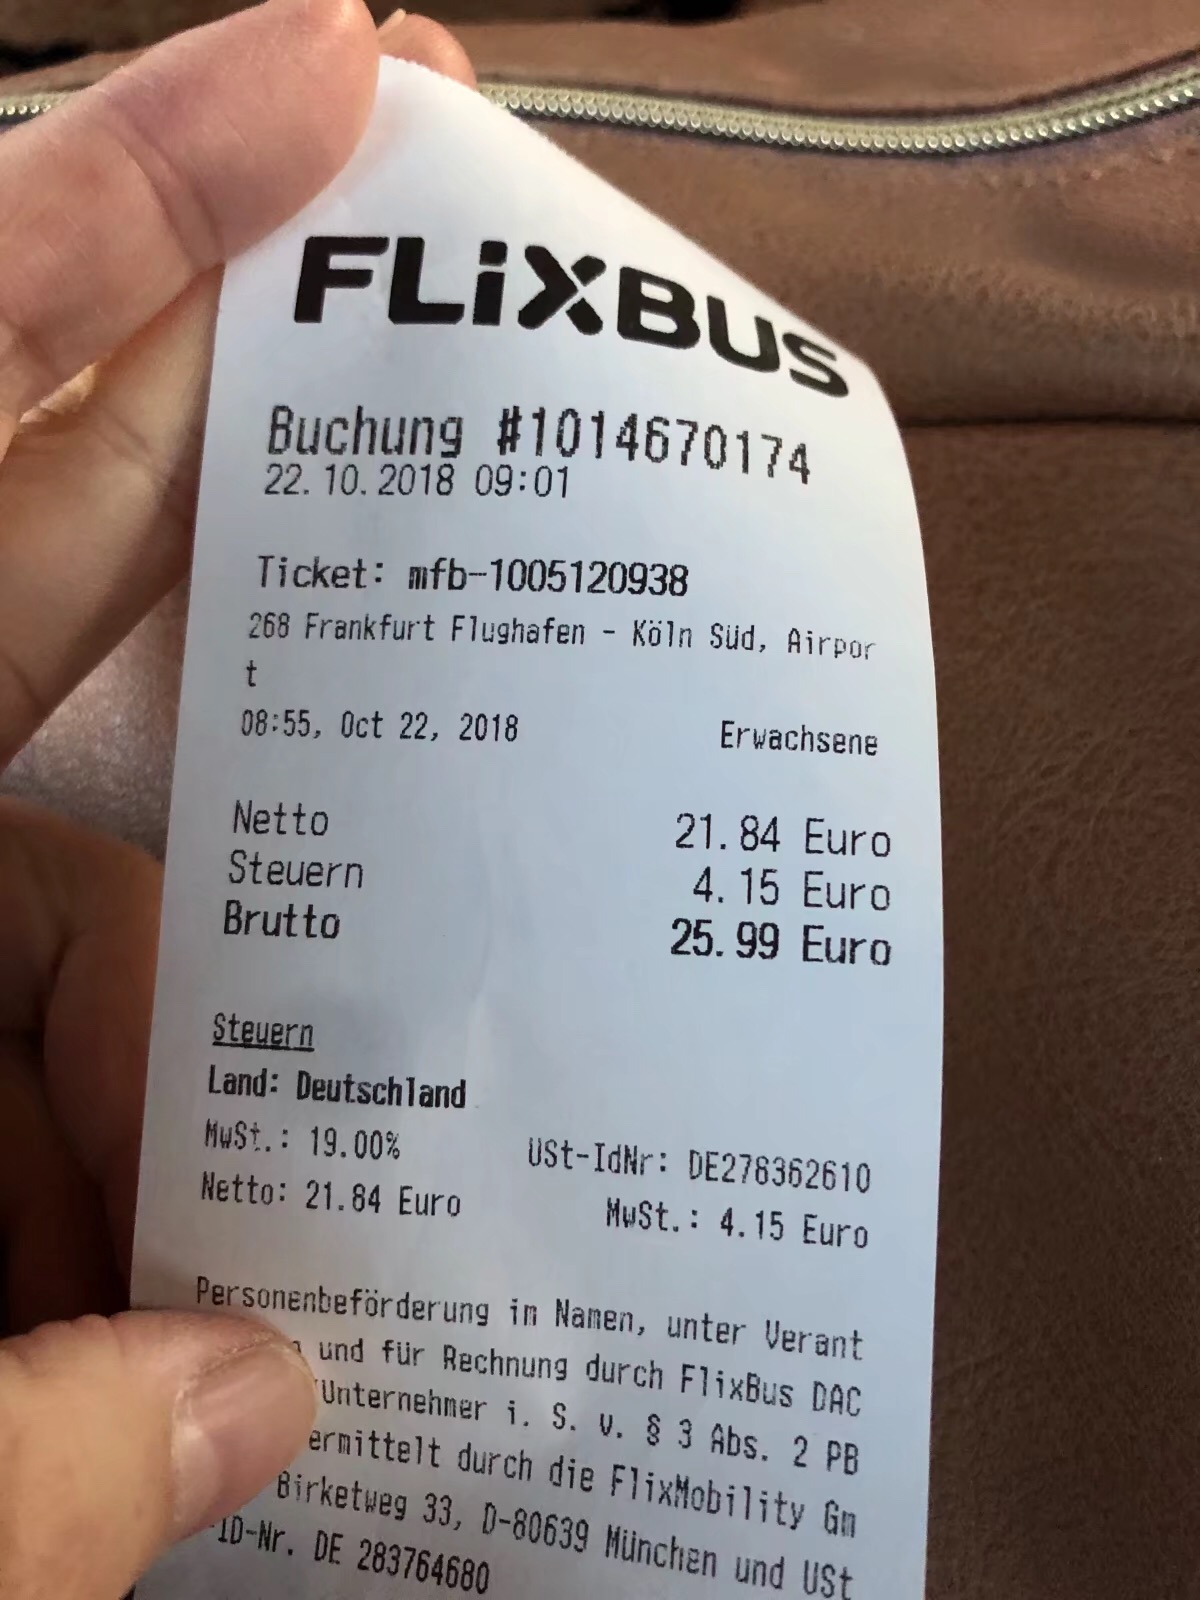 FLiXBUS
Buchung #1014670174
22.10.2018 09:01
Ticket: mfb-1005120938
268 Frankfurt Flughafen - Köln Süd, Airpor
t
08:55, Oct 22, 2018 Erwachsene
Netto 21.84 Euro
Steuern 4.15 Euro
Brutto 25.99 Euro
Steuern
Land: Deutschland
MwSt.: 19.00% USt-IdNr: DE278362610
Netto: 21.84 Euro MwSt.: 4.15 Euro
Personenbeförderung im Namen, unter Verant
und für Rechnung durch FlixBus DAC
(Unternehmer i. S. v. § 3 Abs. 2 PB
ermittelt durch die FlixMobility Gm
Birketweg 33, D-80639 München und USt
-ID-Nr. DE 283764680